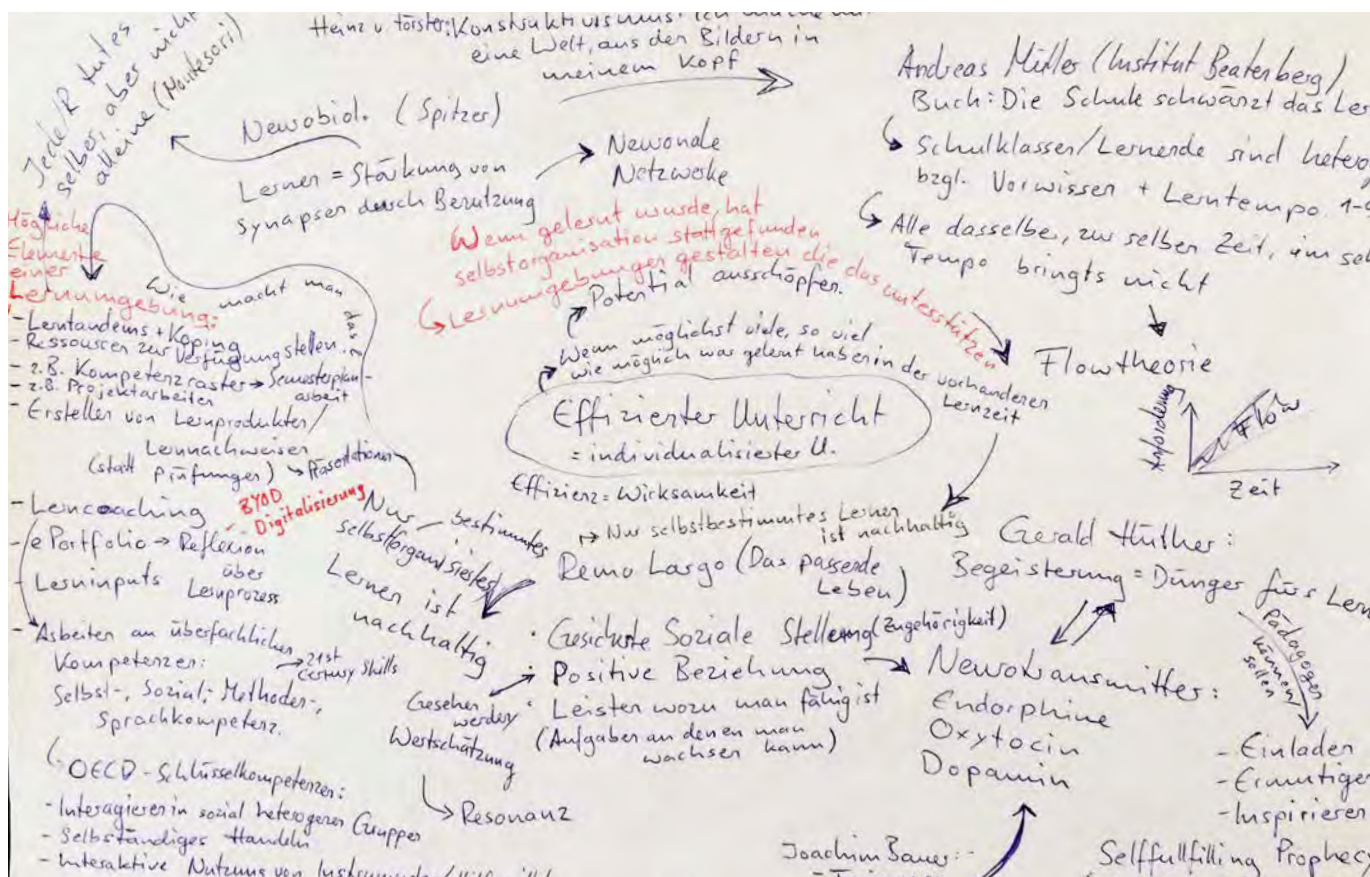 Heinz v. Förster: Konstruktivismus: Ich
eine Welt, aus den Bildern in
meinem Kopf
Jede/R tut es
selber, aber nicht
alleine (Montesori)
Neurobiol. (Spitzer)
Lernen = Stärkung von
Synapsen durch Benutzung
Neuronale
Netzwerke
Andreas Müller (Institut Beatenberg)
Buch: Die Schule schwänzt das
Schulklassen/Lernende sind
bzgl. Vorwissen + Lerntempo.
Alle dasselbe, zur selben Zeit, im
Tempo bringts nicht
Wenn gelernt wurde, hat
selbstorganisation stattgefunden
Lernumgebungen gestalten die das unterstützen
Potential ausschöpfen.
Wenn möglichst viele, so viel
wie möglich war gelernt haben in der vorhandenen
Lernzeit
Effizienter Unterricht
= individualisierter U.
Effizienz = Wirksamkeit
Nur selbstbestimmtes Lernen
ist nachhaltig
Flowtheorie
Anforderung
Flow
Zeit
Mögliche
Elemente
einer
Lernumgebung:
Wie macht man das
- Lerntandems + Koping
- Ressourcen zur Verfügung stellen.
- z.B. Kompetenzraster → Semesterplan-
arbeit
- z.B. Projektarbeiten
- Erstellen von Lernprodukten/
Lernnachweisen
(statt Prüfungen) → Präsentationen
BYOD
Digitalisierung
- Lerncoaching
- ePortfolio → Reflexion
über
Lernprozess
- Lerninputs
- Arbeiten an überfachlichen
Kompetenzen:
→ 21st
century skills
Selbst-, Sozial-, Methoden-,
Sprachkompetenz.
OECD-Schlüsselkompetenzen:
- Interagieren in sozial heterogenen Gruppen
- Selbständiges Handeln
- Interaktive Nutzung von
Nur bestimmtes
selbstorganisiertes
Lernen ist
nachhaltig
Remo Largo (Das passende
Leben)
• Gesicherte Soziale Stellung (Zugehörigkeit)
• Positive Beziehung
• Leisten wozu man fähig ist
(Aufgaben an denen man
wachsen kann)
Gesehen
werden/
Wertschätzung
Resonanz
Gerald Hüther:
Begeisterung = Dünger fürs
Neurotransmitter:
Endorphine
Oxytocin
Dopamin
Pädagogen
können/
sollen
- Einladen
- Ermutigen
- Inspirieren
Joachim Bauer:
Selffullfilling Prophecy